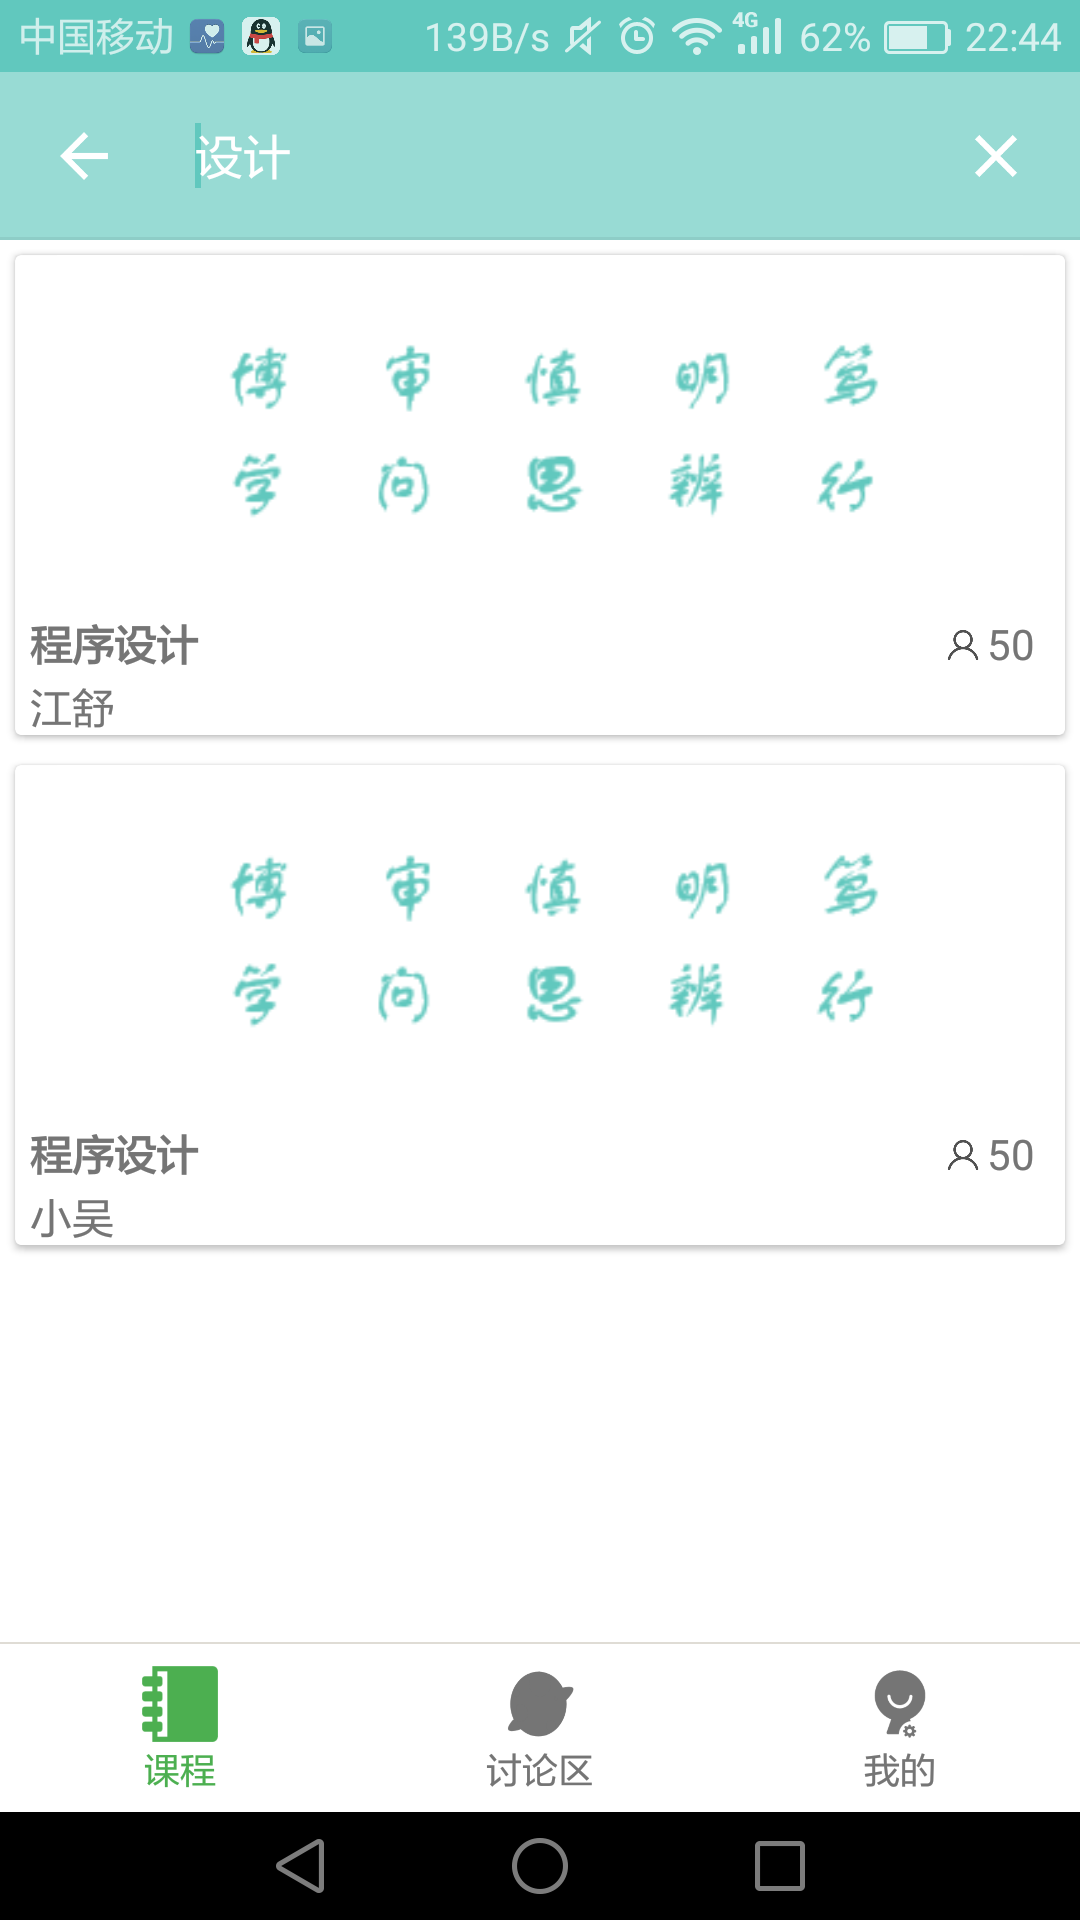 中国移动 139B/s 4G 62% 22:44
设计
博 审 慎 明 笃
学 问 思 辨 行
程序设计 50
江舒
博 审 慎 明 笃
学 问 思 辨 行
程序设计 50
小吴
课程 讨论区 我的